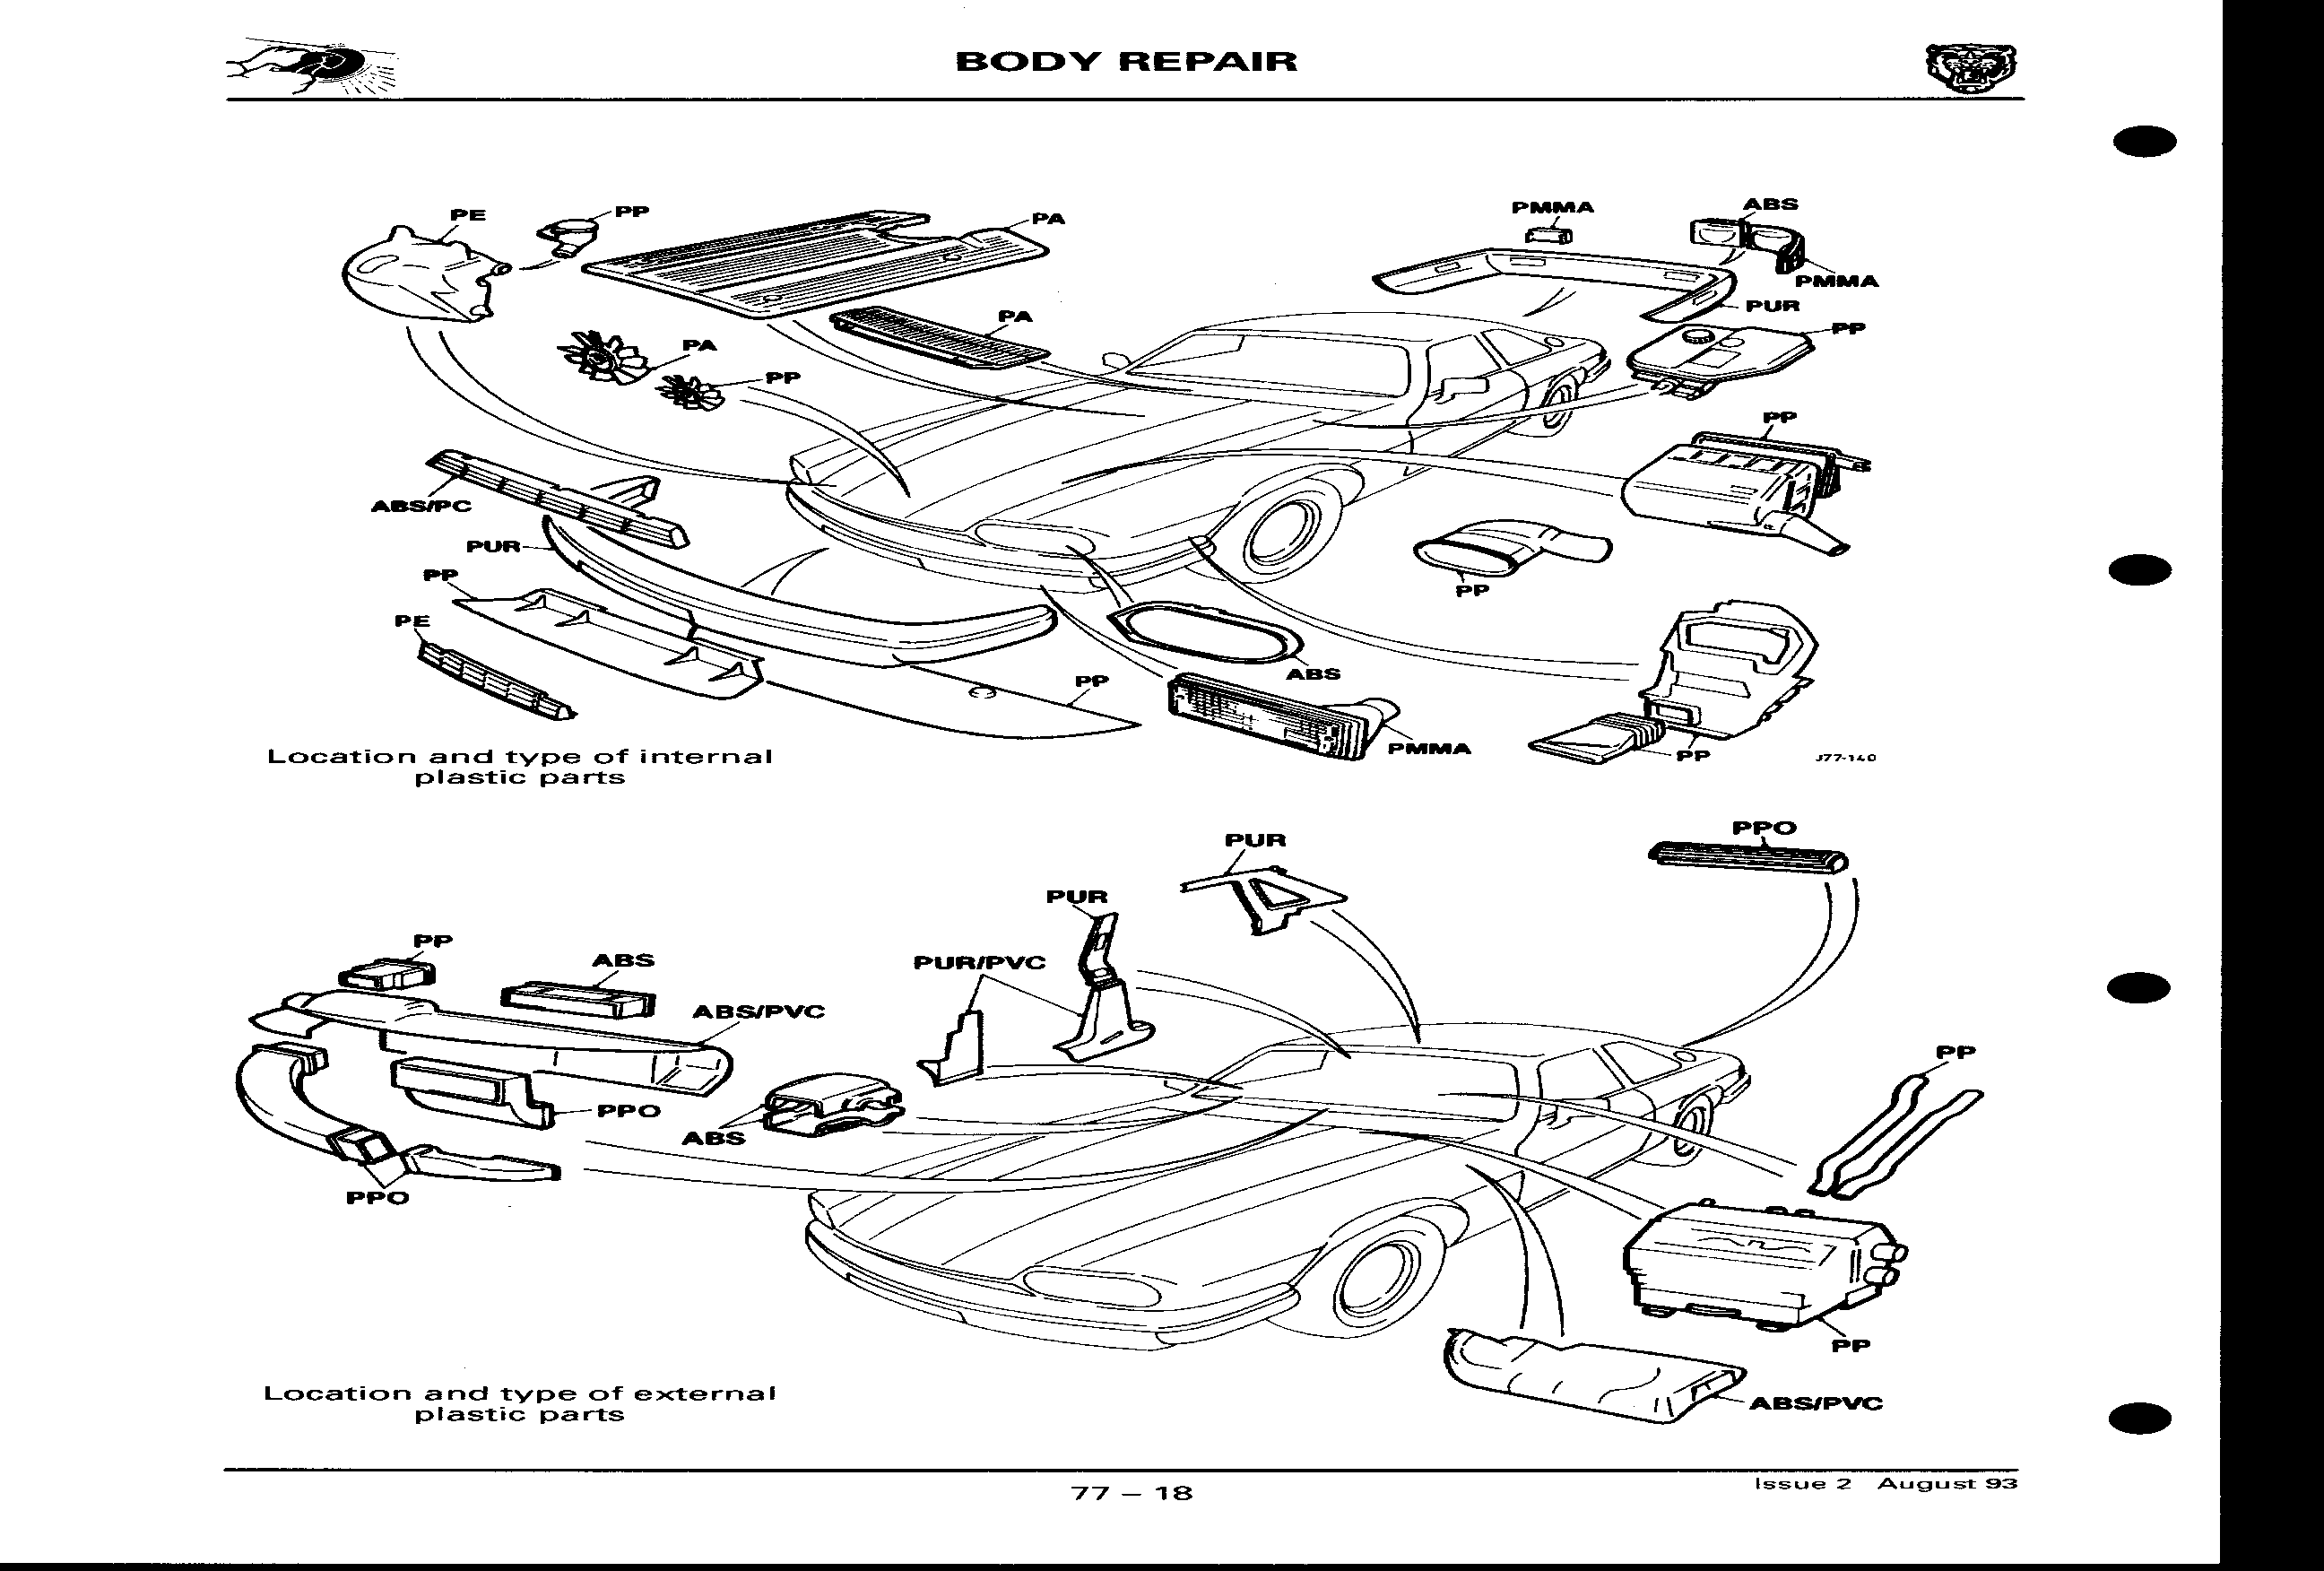 BODY REPAIR
PE
PP
PA
PMMA
ABS
PMMA
PUR
PP
PA
PA
PP
PP
ABS/PC
PUR
PP
PE
PP
PP
ABS
PMMA
PP
J77-140
Location and type of internal
plastic parts
PUR
PPO
PUR
PP
ABS
PUR/PVC
ABS/PVC
PP
PPO
ABS
PPO
PP
ABS/PVC
Location and type of external
plastic parts
77 – 18
Issue 2 August 93